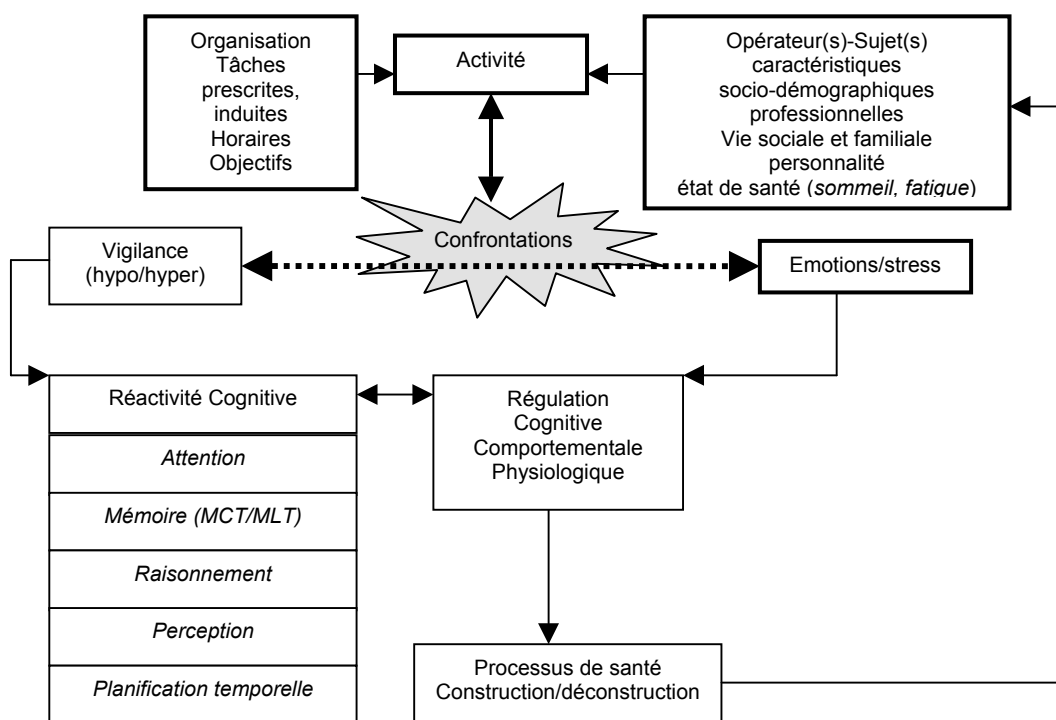 Organisation
Tâches
prescrites,
induites
Horaires
Objectifs
Activité
Opérateur(s)-Sujet(s)
caractéristiques
socio-démographiques
professionnelles
Vie sociale et familiale
personnalité
état de santé (sommeil, fatigue)
Confrontations
Vigilance
(hypo/hyper)
Emotions/stress
Réactivité Cognitive
Attention
Mémoire (MCT/MLT)
Raisonnement
Perception
Planification temporelle
Régulation
Cognitive
Comportementale
Physiologique
Processus de santé
Construction/déconstruction